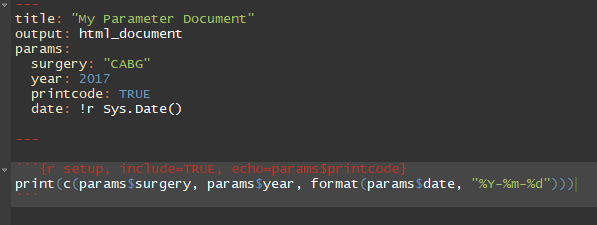 ---
title: "My Parameter Document"
output: html_document
params:
  surgery: "CABG"
  year: 2017
  printcode: TRUE
  date: !r Sys.Date()

---

```{r setup, include=TRUE, echo=params$printcode}
print(c(params$surgery, params$year, format(params$date, "%Y-%m-%d")))
```